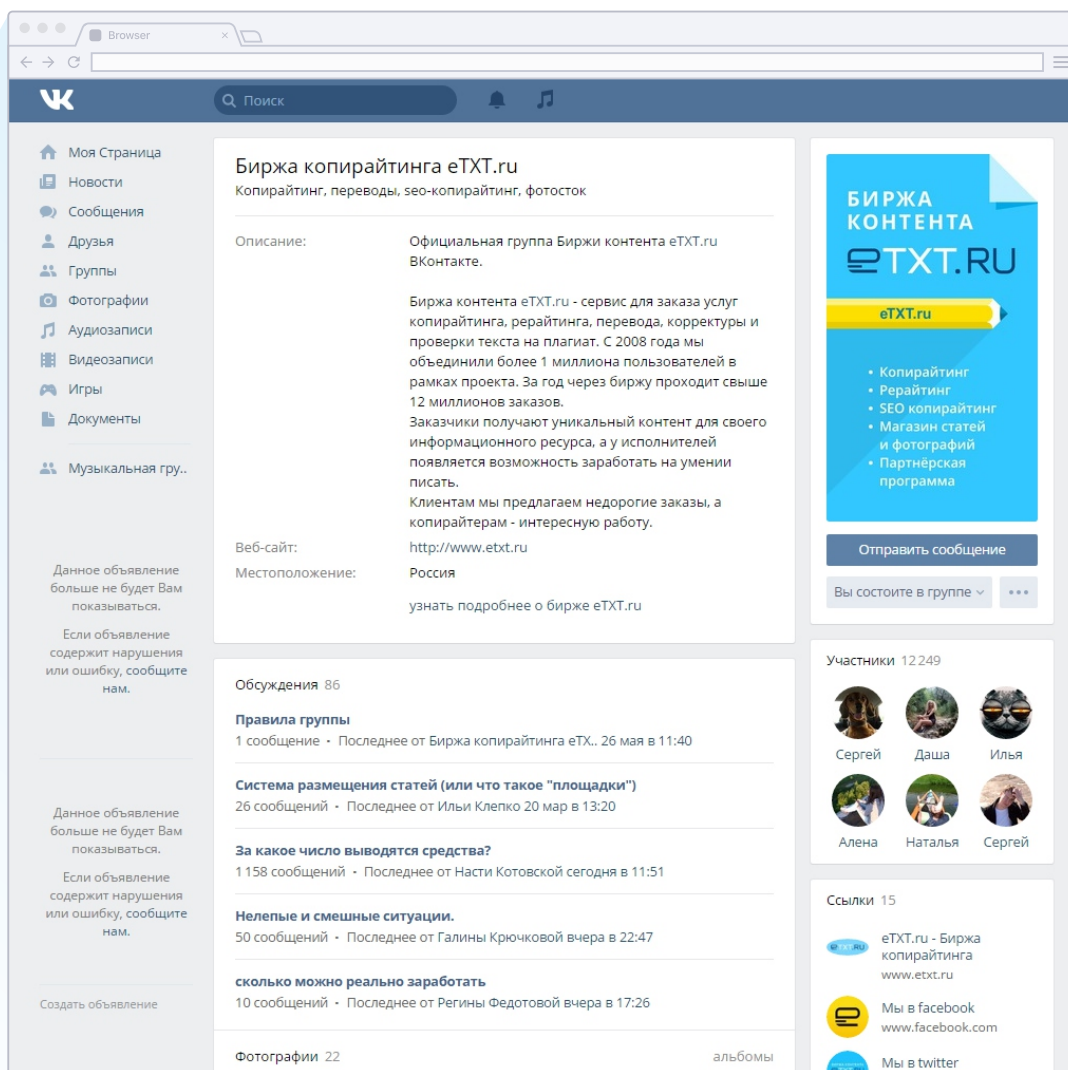 Browser
Поиск
Моя Страница
Новости
Сообщения
Друзья
Группы
Фотографии
Аудиозаписи
Видеозаписи
Игры
Документы
Музыкальная гру..
Данное объявление
больше не будет Вам
показываться.
Если объявление
содержит нарушения
или ошибку, сообщите
нам.
Данное объявление
больше не будет Вам
показываться.
Если объявление
содержит нарушения
или ошибку, сообщите
нам.
Создать объявление
Биржа копирайтинга eTXT.ru
Копирайтинг, переводы, seo-копирайтинг, фотосток
Описание:
Официальная группа Биржи контента eTXT.ru
ВКонтакте.
Биржа контента eTXT.ru - сервис для заказа услуг
копирайтинга, рерайтинга, перевода, корректуры и
проверки текста на плагиат. С 2008 года мы
объединили более 1 миллиона пользователей в
рамках проекта. За год через биржу проходит свыше
12 миллионов заказов.
Заказчики получают уникальный контент для своего
информационного ресурса, а у исполнителей
появляется возможность заработать на умении
писать.
Клиентам мы предлагаем недорогие заказы, а
копирайтерам - интересную работу.
Веб-сайт: http://www.etxt.ru
Местоположение: Россия
узнать подробнее о бирже eTXT.ru
Обсуждения 86
Правила группы
1 сообщение • Последнее от Биржа копирайтинга eTX.. 26 мая в 11:40
Система размещения статей (или что такое "площадки")
26 сообщений • Последнее от Ильи Клепко 20 мар в 13:20
За какое число выводятся средства?
1 158 сообщений • Последнее от Насти Котовской сегодня в 11:51
Нелепые и смешные ситуации.
50 сообщений • Последнее от Галины Крючковой вчера в 22:47
сколько можно реально заработать
10 сообщений • Последнее от Регины Федотовой вчера в 17:26
Фотографии 22 альбомы
БИРЖА
КОНТЕНТА
eTXT.RU
eTXT.ru
• Копирайтинг
• Рерайтинг
• SEO копирайтинг
• Магазин статей
и фотографий
• Партнёрская
программа
Отправить сообщение
Вы состоите в группе
Участники 12 249
Сергей Даша Илья
Алена Наталья Сергей
Ссылки 15
eTXT.RU
eTXT.ru - Биржа
копирайтинга
www.etxt.ru
Мы в facebook
www.facebook.com
Мы в twitter